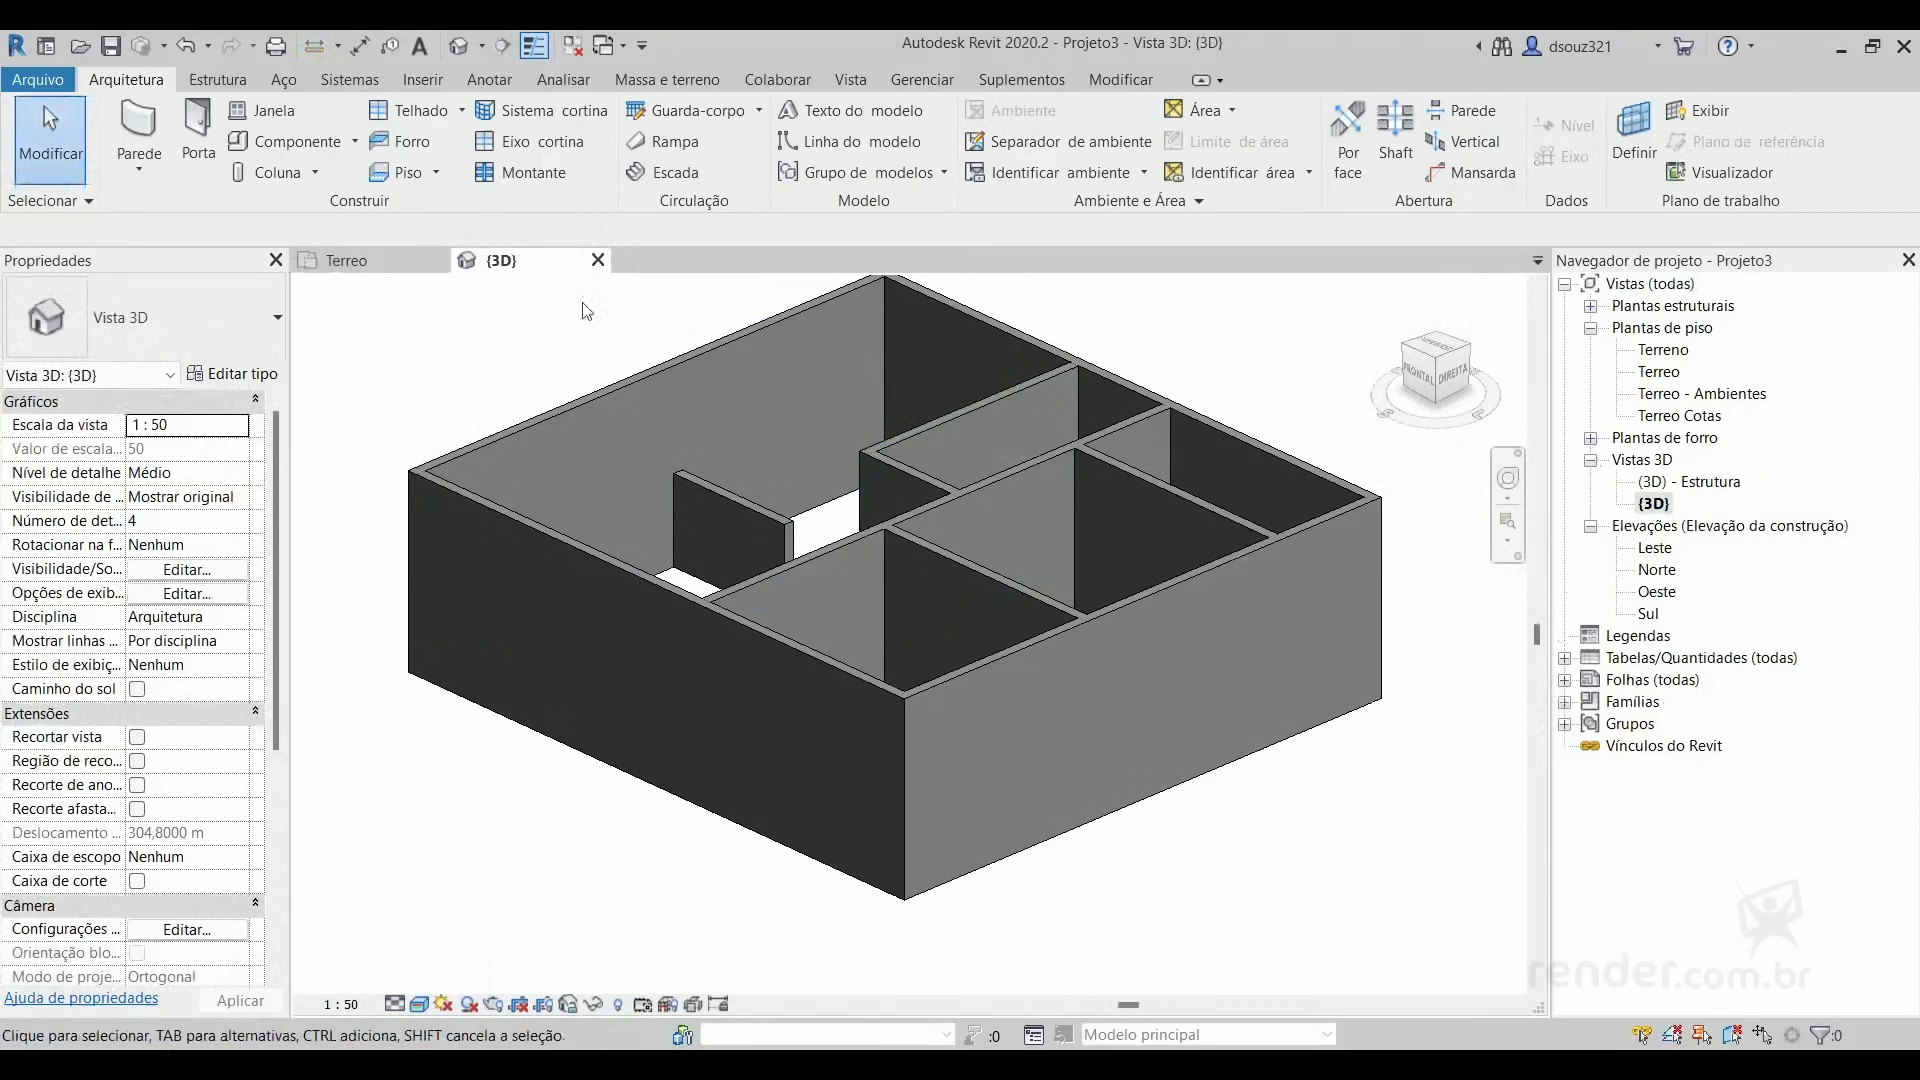 Autodesk Revit 2020.2 - Projeto3 - Vista 3D: {3D}
dsouz321
Arquivo Arquitetura Estrutura Aço Sistemas Inserir Anotar Analisar Massa e terreno Colaborar Vista Gerenciar Suplementos Modificar
Modificar
Selecionar
Parede
Porta
Janela
Componente
Coluna
Telhado
Forro
Piso
Sistema cortina
Eixo cortina
Montante
Construir
Guarda-corpo
Rampa
Escada
Circulação
Texto do modelo
Linha do modelo
Grupo de modelos
Modelo
Ambiente
Separador de ambiente
Identificar ambiente
Área
Limite de área
Identificar área
Ambiente e Área
Por
face
Shaft
Parede
Vertical
Mansarda
Abertura
Nível
Eixo
Dados
Definir
Exibir
Plano de referência
Visualizador
Plano de trabalho
Propriedades
Vista 3D
Vista 3D: {3D}
Editar tipo
Gráficos
Escala da vista 1 : 50
Valor de escala... 50
Nível de detalhe Médio
Visibilidade de ... Mostrar original
Número de det... 4
Rotacionar na f... Nenhum
Visibilidade/So... Editar...
Opções de exib... Editar...
Disciplina Arquitetura
Mostrar linhas ... Por disciplina
Estilo de exibiç... Nenhum
Caminho do sol
Extensões
Recortar vista
Região de reco...
Recorte de ano...
Recorte afasta...
Deslocamento ... 304,8000 m
Caixa de escopo Nenhum
Caixa de corte
Câmera
Configurações ... Editar...
Orientação blo...
Modo de proje... Ortogonal
Ajuda de propriedades
Aplicar
Terreo
{3D}
FRONTAL
DIREITA
1 : 50
Navegador de projeto - Projeto3
Vistas (todas)
Plantas estruturais
Plantas de piso
Terreno
Terreo
Terreo - Ambientes
Terreo Cotas
Plantas de forro
Vistas 3D
(3D) - Estrutura
{3D}
Elevações (Elevação da construção)
Leste
Norte
Oeste
Sul
Legendas
Tabelas/Quantidades (todas)
Folhas (todas)
Famílias
Grupos
Vínculos do Revit
render.com.br
Clique para selecionar, TAB para alternativas, CTRL adiciona, SHIFT cancela a seleção.
:0
Modelo principal
:0